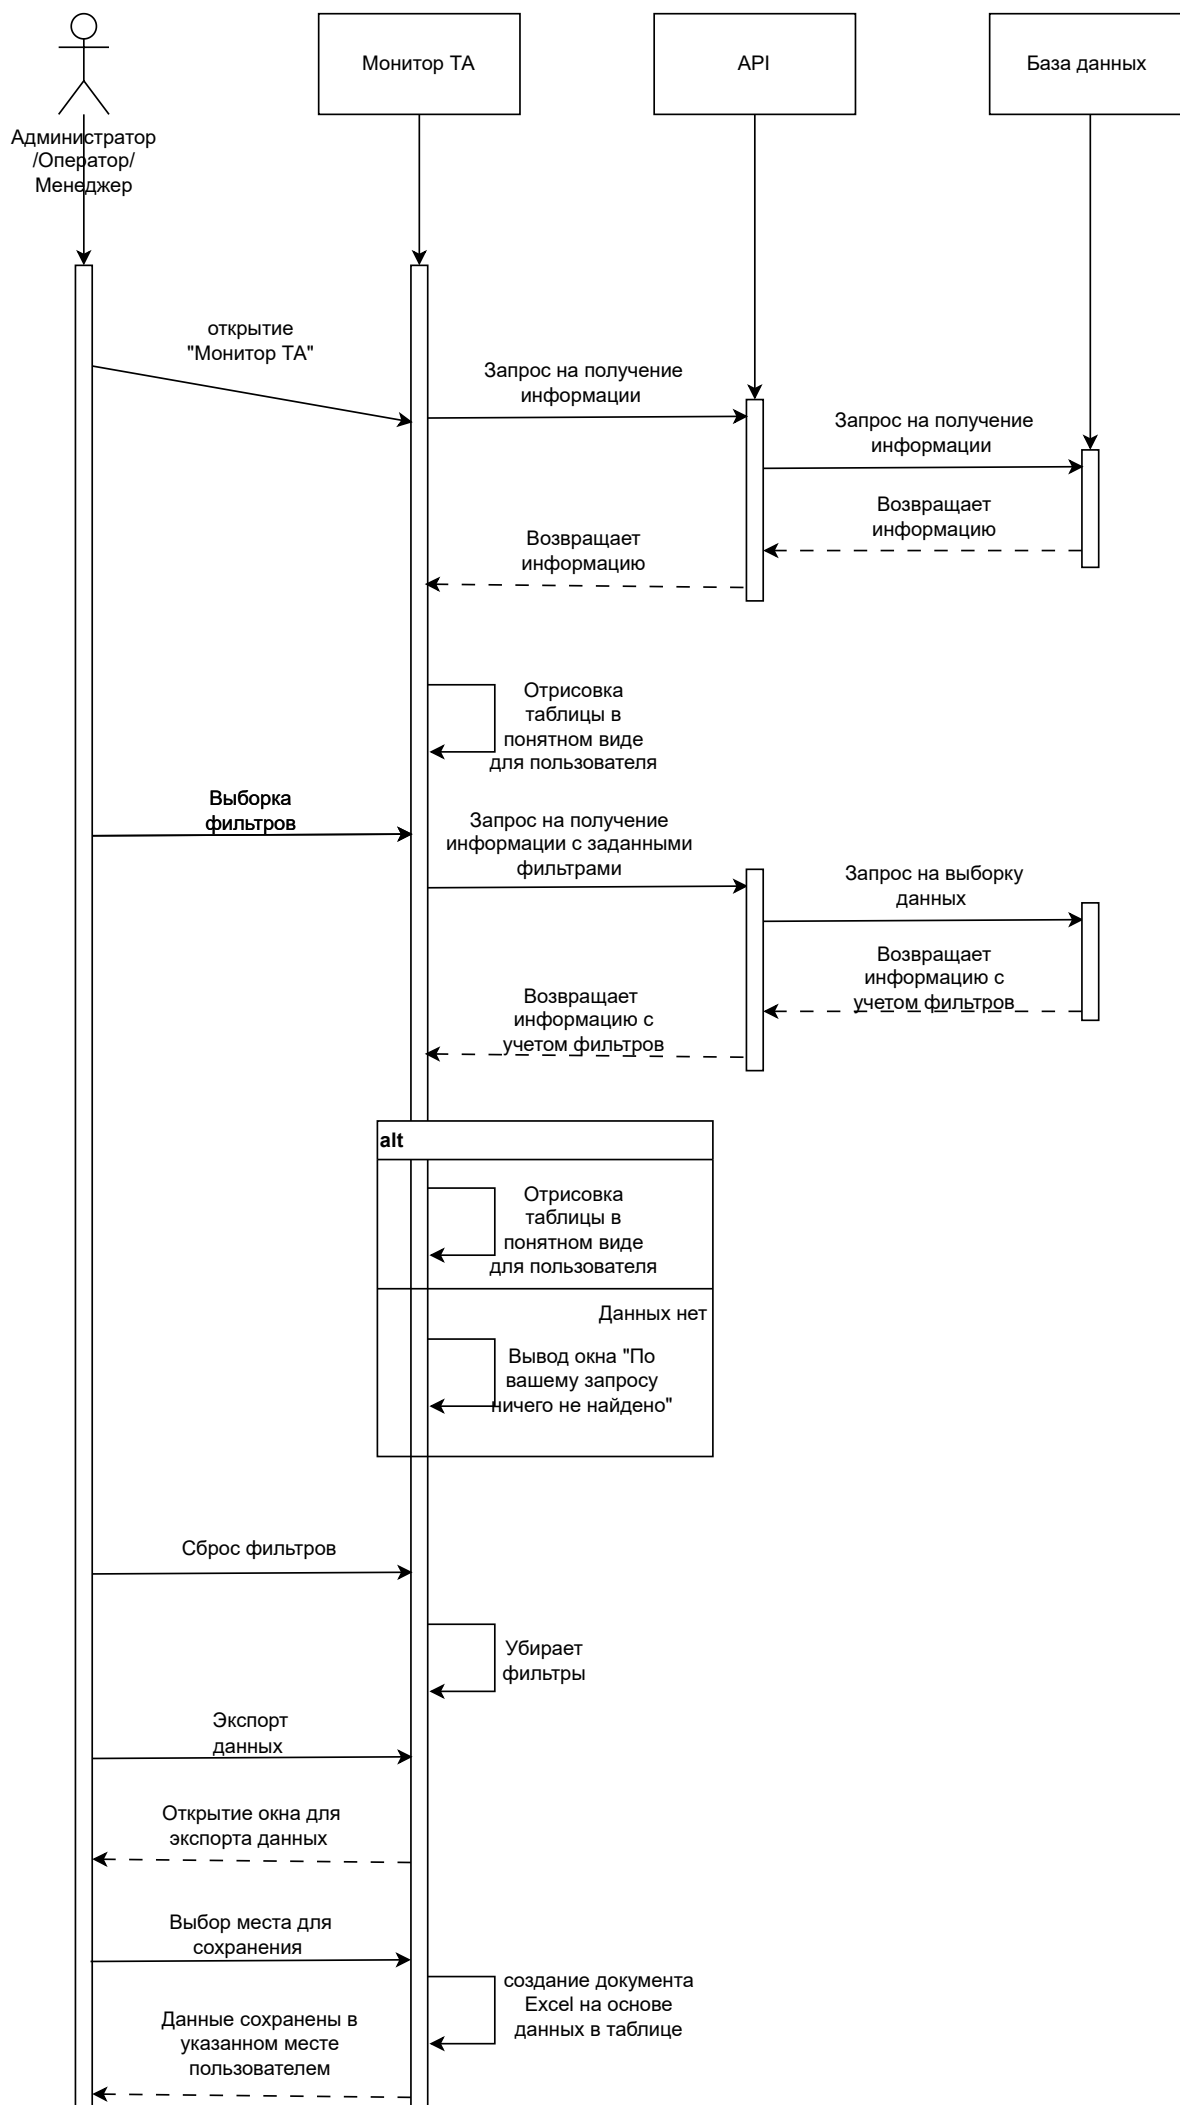 Монитор ТА
API
База данных
Администратор
/Оператор/
Менеджер
открытие
"Монитор ТА"
Запрос на получение
информации
Запрос на получение
информации
Возвращает
информацию
Возвращает
информацию
Отрисовка
таблицы в
понятном виде
для пользователя
Выборка
фильтров
Запрос на получение
информации с заданными
фильтрами
Запрос на выборку
данных
Возвращает
информацию с
учетом фильтров
Возвращает
информацию с
учетом фильтров
alt
Отрисовка
таблицы в
понятном виде
для пользователя
Данных нет
Вывод окна "По
вашему запросу
ничего не найдено"
Сброс фильтров
Убирает
фильтры
Экспорт
данных
Открытие окна для
экспорта данных
Выбор места для
сохранения
создание документа
Excel на основе
данных в таблице
Данные сохранены в
указанном месте
пользователем